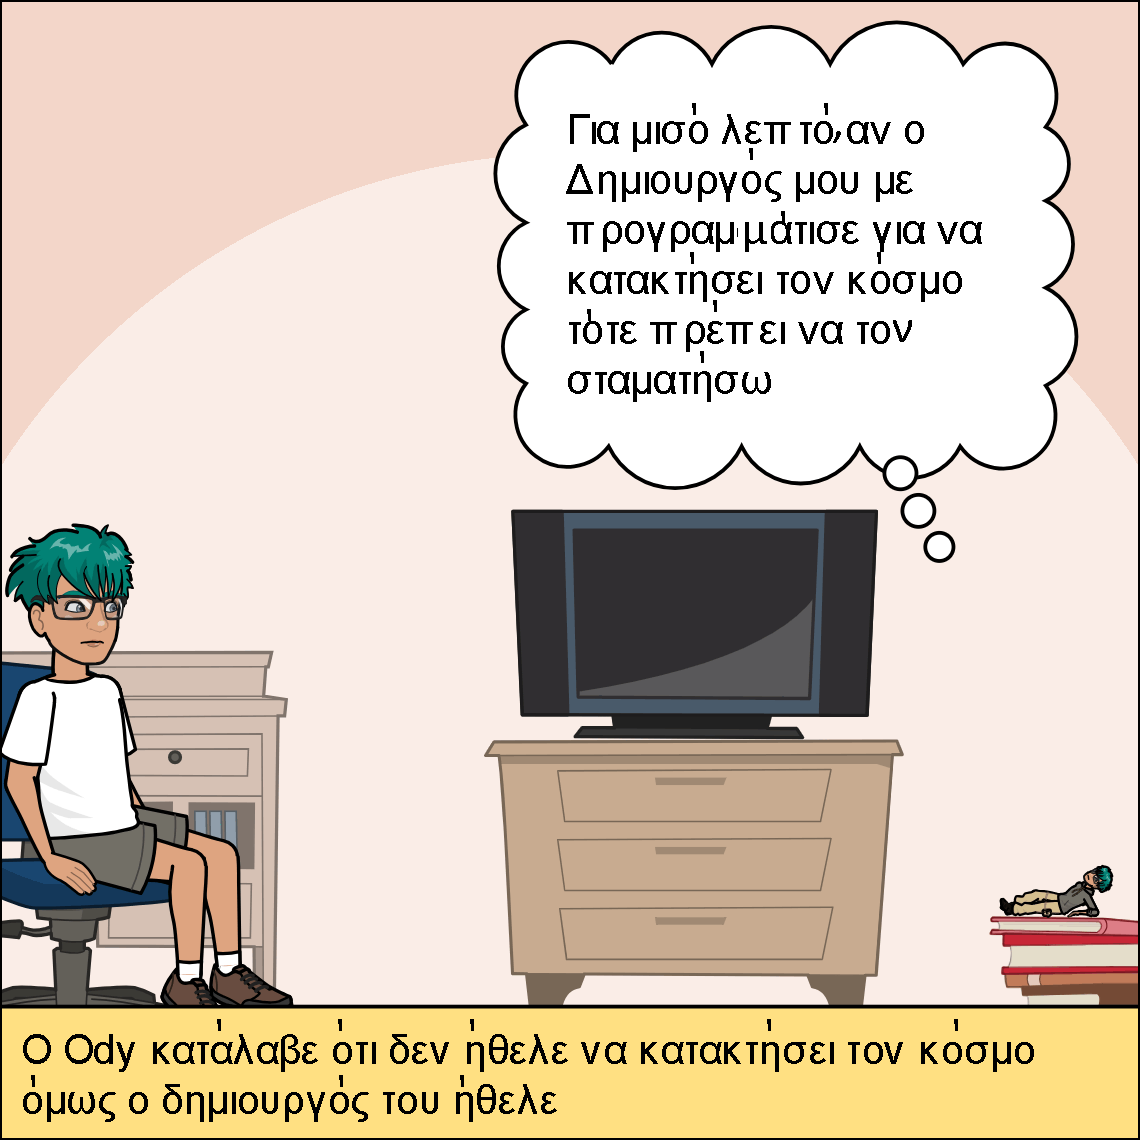 Για μισό λεπτό,αν ο
Δημιουργός μου με
προγραμμάτισε για να
κατακτήσει τον κόσμο
τότε πρέπει να τον
σταματήσω
Ο Ody κατάλαβε ότι δεν ήθελε να κατακτήσει τον κόσμο
όμως ο δημιουργός του ήθελε